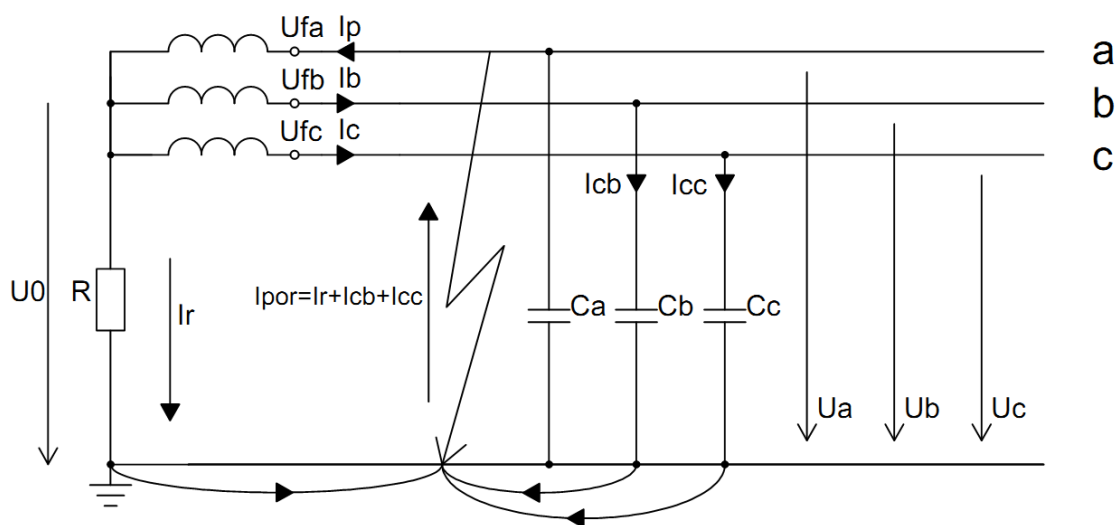 Ufa Ip
a
Ufb Ib
b
Ufc Ic
c
Icb Icc
U0 R Ir
Ipor=Ir+Icb+Icc
Ca Cb Cc
Ua Ub Uc